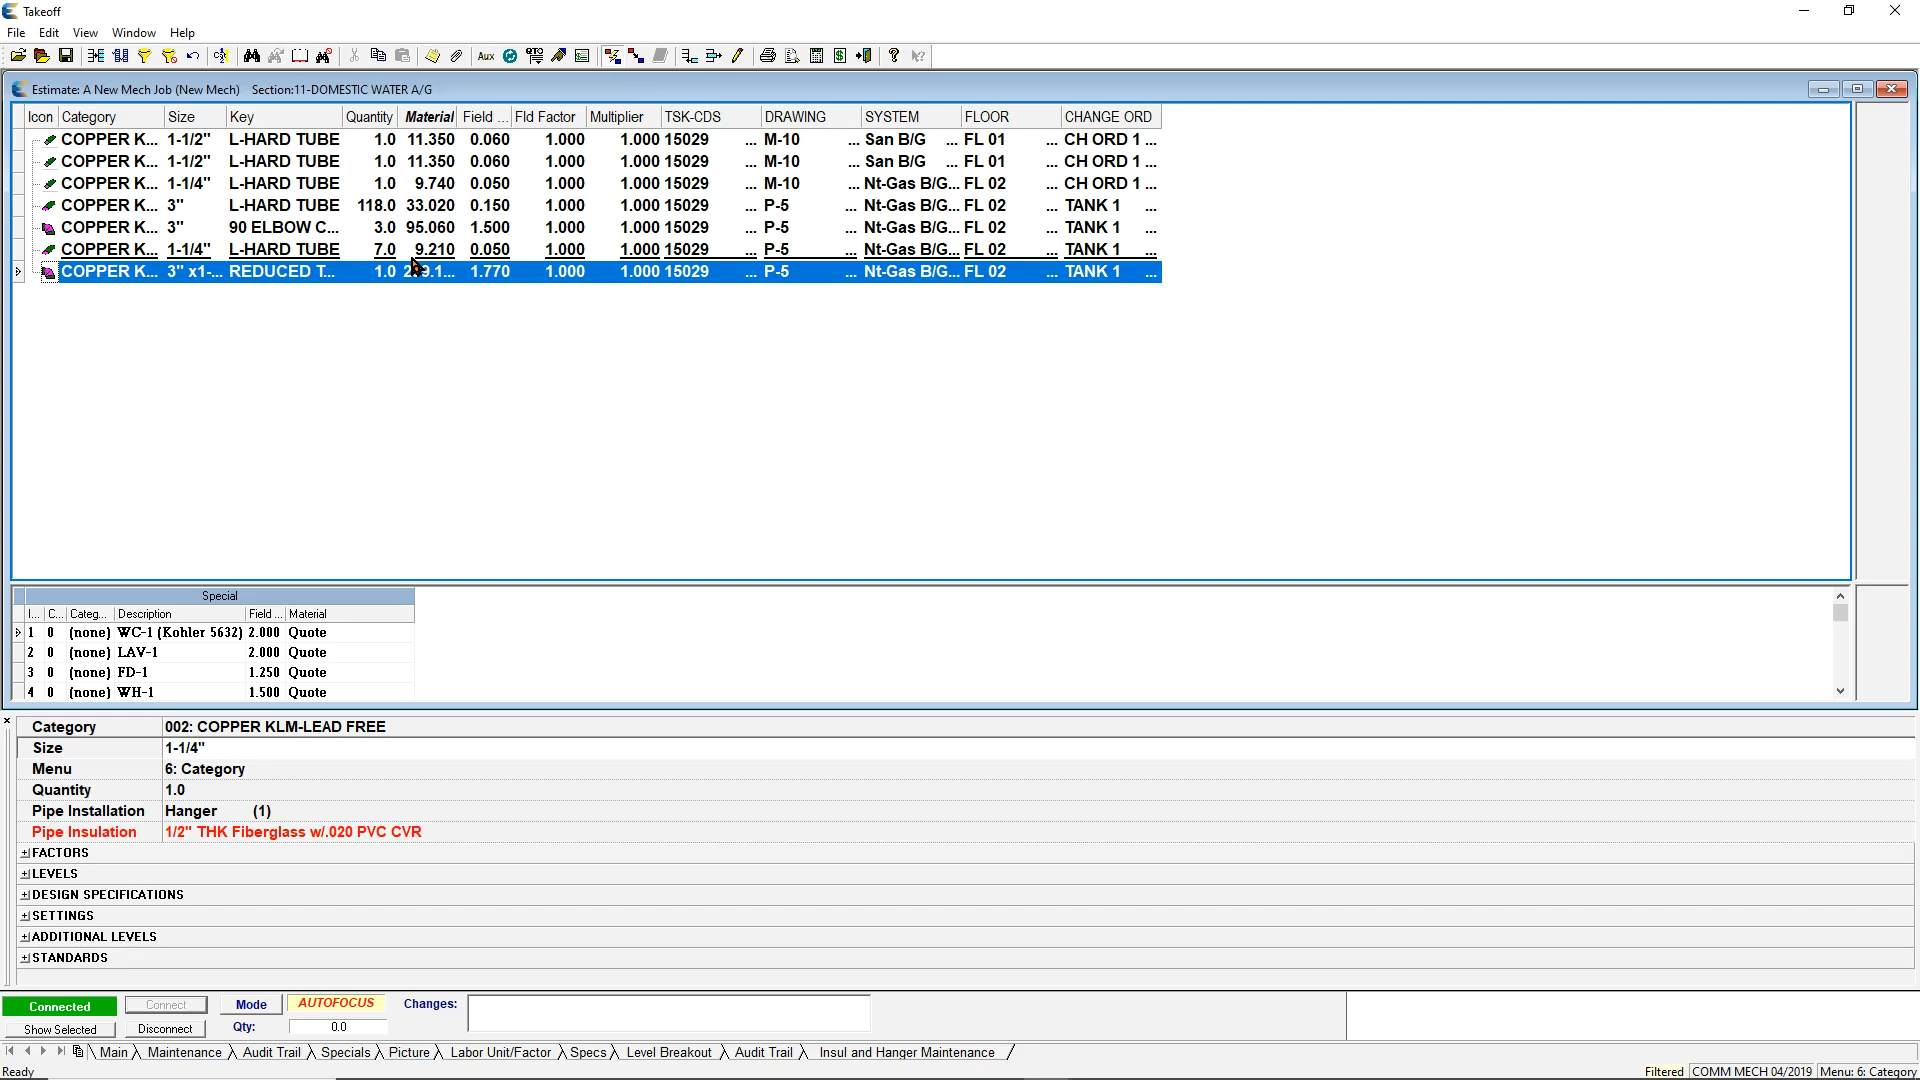 Takeoff
File Edit View Window Help
Aux QTO
Estimate: A New Mech Job (New Mech) Section:11-DOMESTIC WATER A/G
Icon Category Size Key Quantity Material Field ... Fld Factor Multiplier TSK-CDS DRAWING SYSTEM FLOOR CHANGE ORD
COPPER K... 1-1/2" L-HARD TUBE 1.0 11.350 0.060 1.000 1.000 15029 ... M-10 ... San B/G ... FL 01 ... CH ORD 1 ...
COPPER K... 1-1/2" L-HARD TUBE 1.0 11.350 0.060 1.000 1.000 15029 ... M-10 ... San B/G ... FL 01 ... CH ORD 1 ...
COPPER K... 1-1/4" L-HARD TUBE 1.0 9.740 0.050 1.000 1.000 15029 ... M-10 ... Nt-Gas B/G... FL 02 ... CH ORD 1 ...
COPPER K... 3" L-HARD TUBE 118.0 33.020 0.150 1.000 1.000 15029 ... P-5 ... Nt-Gas B/G... FL 02 ... TANK 1 ...
COPPER K... 3" 90 ELBOW C... 3.0 95.060 1.500 1.000 1.000 15029 ... P-5 ... Nt-Gas B/G... FL 02 ... TANK 1 ...
COPPER K... 1-1/4" L-HARD TUBE 7.0 9.210 0.050 1.000 1.000 15029 ... P-5 ... Nt-Gas B/G... FL 02 ... TANK 1 ...
COPPER K... 3" x1-... REDUCED T... 1.0 1.770 1.000 1.000 15029 ... P-5 ... Nt-Gas B/G... FL 02 ... TANK 1 ...
Special
I... C... Categ... Description Field ... Material
1 0 (none) WC-1 (Kohler 5632) 2.000 Quote
2 0 (none) LAV-1 2.000 Quote
3 0 (none) FD-1 1.250 Quote
4 0 (none) WH-1 1.500 Quote
Category 002: COPPER KLM-LEAD FREE
Size 1-1/4"
Menu 6: Category
Quantity 1.0
Pipe Installation Hanger (1)
Pipe Insulation 1/2" THK Fiberglass w/.020 PVC CVR
FACTORS
LEVELS
DESIGN SPECIFICATIONS
SETTINGS
ADDITIONAL LEVELS
STANDARDS
Connected Connect Mode AUTOFOCUS Changes:
Show Selected Disconnect Qty: 0.0
Main Maintenance Audit Trail Specials Picture Labor Unit/Factor Specs Level Breakout Audit Trail Insul and Hanger Maintenance
Ready Filtered COMM MECH 04/2019 Menu: 6: Category